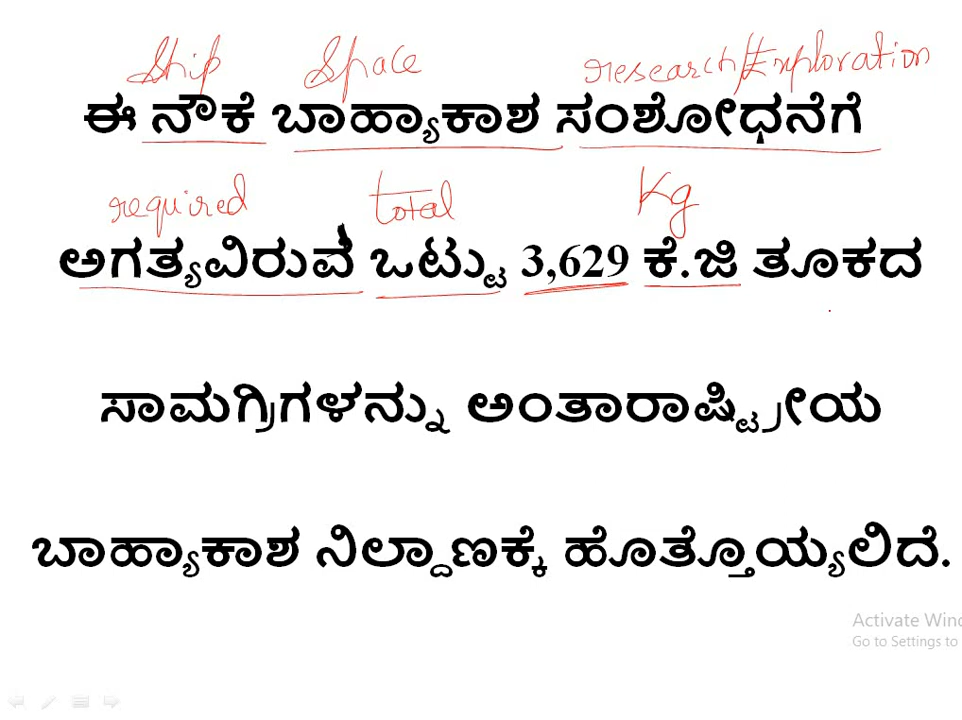 Ship Space research/Exploration
ಈ ನೌಕೆ ಬಾಹ್ಯಾಕಾಶ ಸಂಶೋಧನೆಗೆ
required total Kg
ಅಗತ್ಯವಿರುವ ಒಟ್ಟು 3,629 ಕೆ.ಜಿ ತೂಕದ
ಸಾಮಗ್ರಿಗಳನ್ನು ಅಂತಾರಾಷ್ಟ್ರೀಯ
ಬಾಹ್ಯಾಕಾಶ ನಿಲ್ದಾಣಕ್ಕೆ ಹೊತ್ತೊಯ್ಯಲಿದೆ.
Activate Wind
Go to Settings to